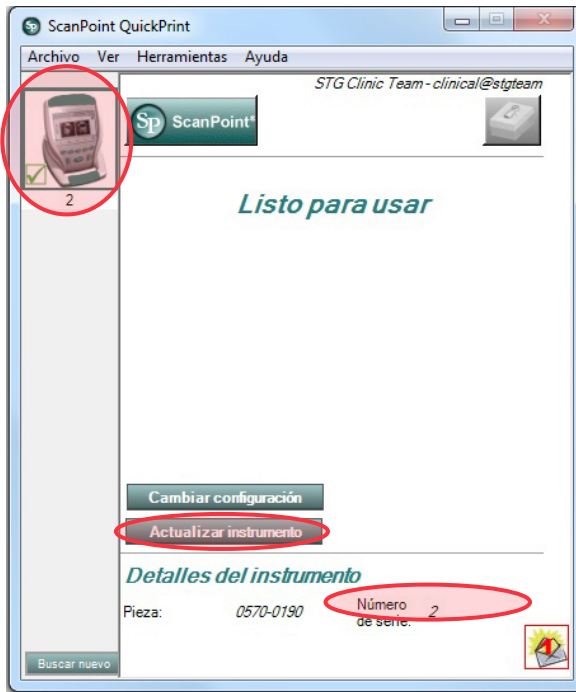 ScanPoint QuickPrint
Archivo Ver Herramientas Ayuda
STG Clinic Team - clinical@stgteam
Sp ScanPoint®
2
Listo para usar
Cambiar configuración
Actualizar instrumento
Detalles del instrumento
Pieza: 0570-0190 Número de serie: 2
Buscar nuevo